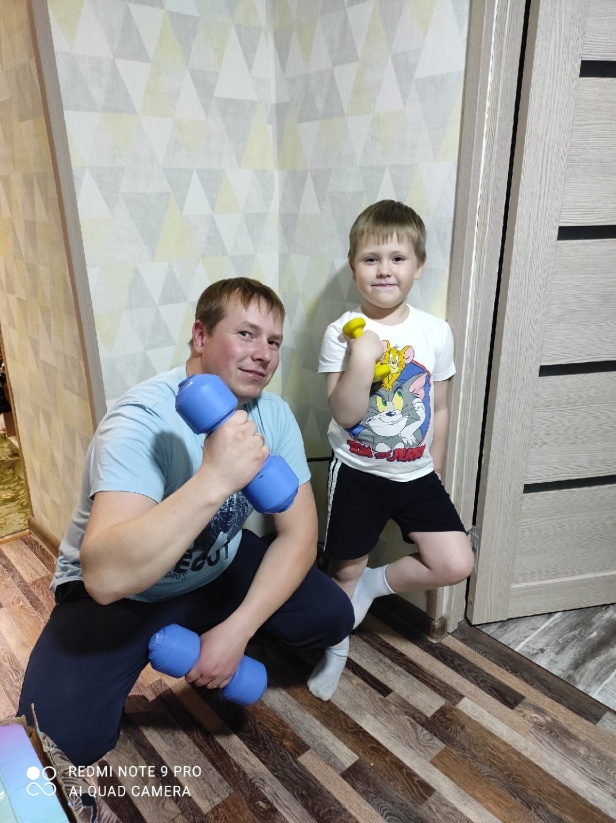 TOM AND JERRY
REDMI NOTE 9 PRO
AI QUAD CAMERA